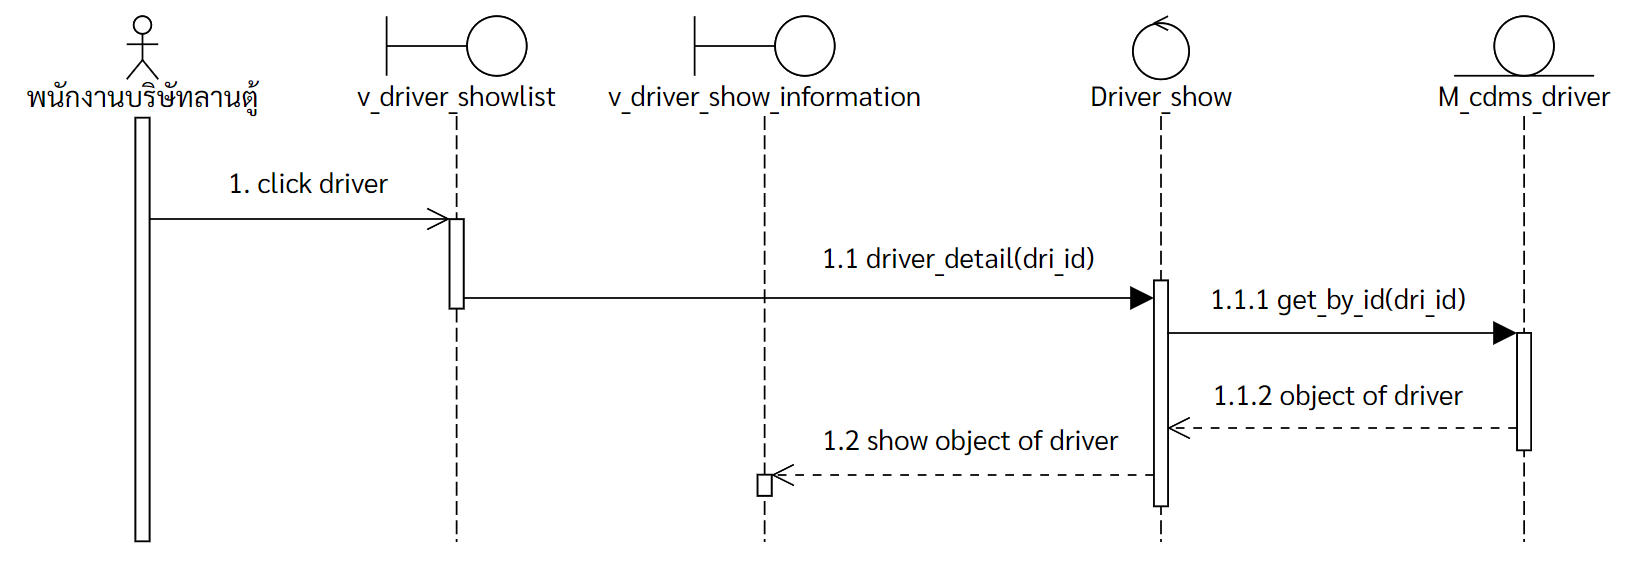 พนักงานบริษัทลานตู้
v_driver_showlist
v_driver_show_information
Driver_show
M_cdms_driver
1. click driver
1.1 driver_detail(dri_id)
1.1.1 get_by_id(dri_id)
1.1.2 object of driver
1.2 show object of driver